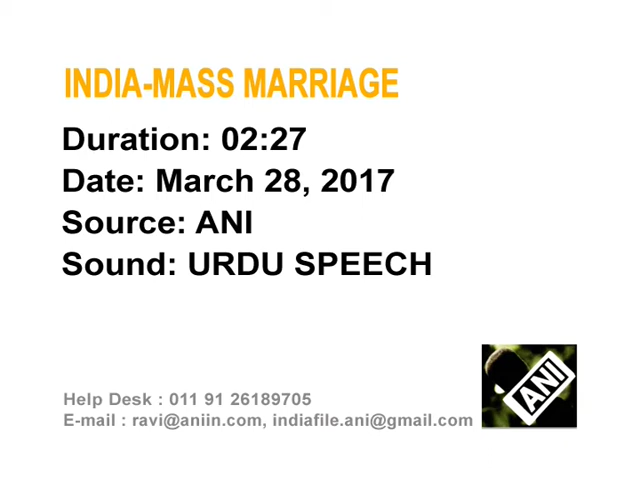 INDIA-MASS MARRIAGE
Duration: 02:27
Date: March 28, 2017
Source: ANI
Sound: URDU SPEECH
Help Desk : 011 91 26189705
E-mail : ravi@aniin.com, indiafile.ani@gmail.com
ANI